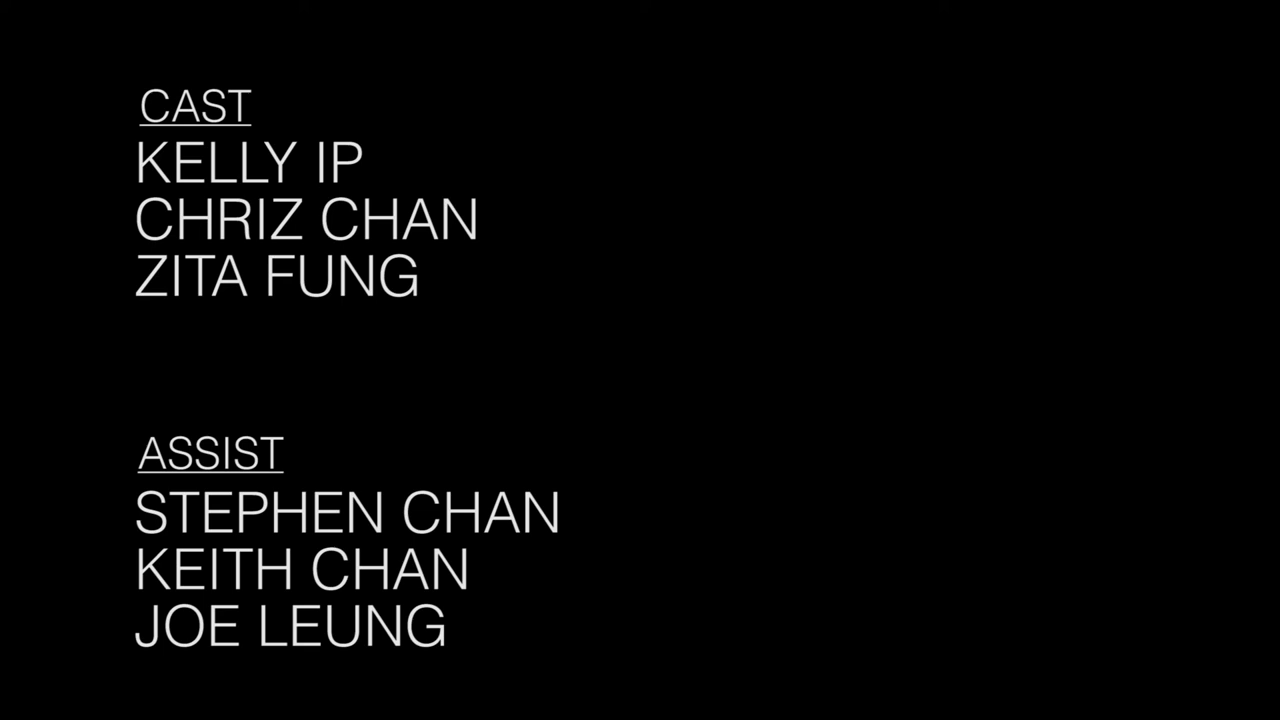 CAST
KELLY IP
CHRIZ CHAN
ZITA FUNG
ASSIST
STEPHEN CHAN
KEITH CHAN
JOE LEUNG